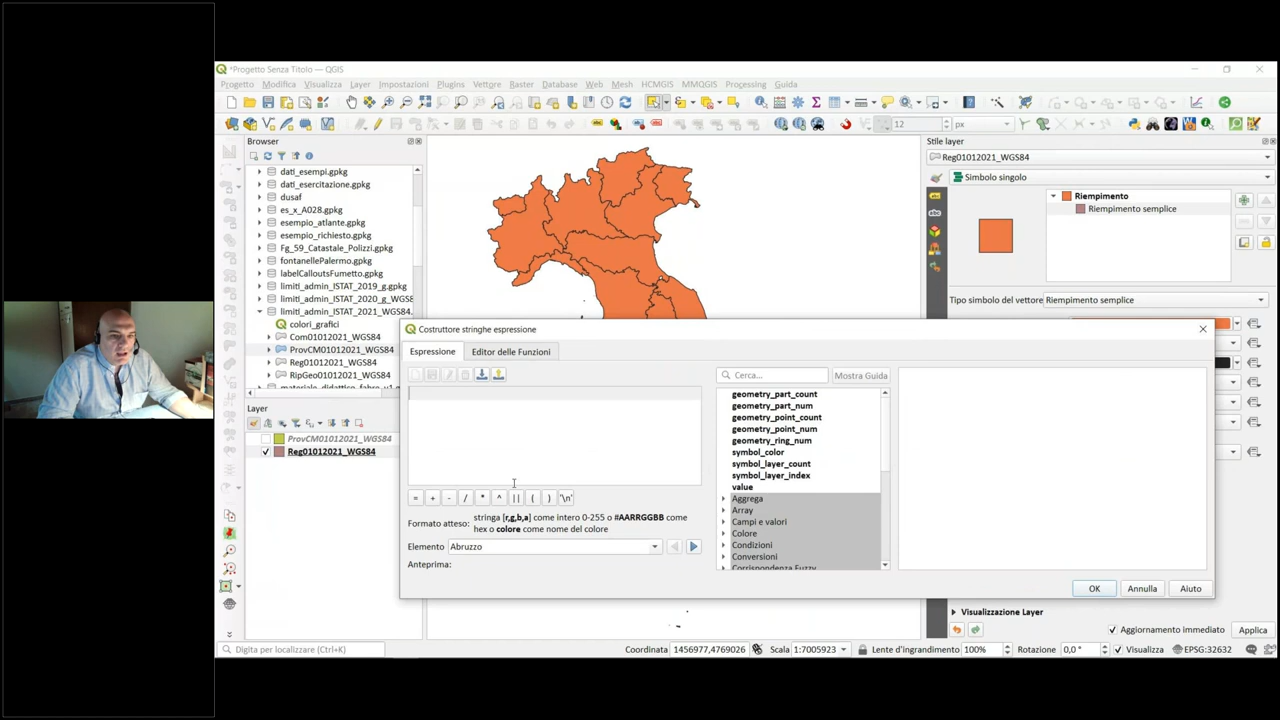 *Progetto Senza Titolo — QGIS
Progetto Modifica Visualizza Layer Impostazioni Plugins Vettore Raster Database Web Mesh HCMGIS MMQGIS Processing Guida
12 px
Browser
dati_esempi.gpkg
dati_esercitazione.gpkg
dusaf
es_x_A028.gpkg
esempio_atlante.gpkg
esempio_richiesto.gpkg
Fg_59_Catastale_Polizzi.gpkg
fontanellePalermo.gpkg
labelCalloutsFumetto.gpkg
limiti_admin_ISTAT_2019_g.gpkg
limiti_admin_ISTAT_2020_g_WGS8
limiti_admin_ISTAT_2021_WGS84.
colori_grafici
Com01012021_WGS84
ProvCM01012021_WGS84
Reg01012021_WGS84
RipGeo01012021_WGS84
Layer
ProvCM01012021_WGS84
Reg01012021_WGS84
Stile layer
Reg01012021_WGS84
Simbolo singolo
Riempimento
Riempimento semplice
Tipo simbolo del vettore Riempimento semplice
Costruttore stringhe espressione
Espressione Editor delle Funzioni
Cerca... Mostra Guida
geometry_part_count
geometry_part_num
geometry_point_count
geometry_point_num
geometry_ring_num
symbol_color
symbol_layer_count
symbol_layer_index
value
Aggrega
Array
Campi e valori
Colore
Condizioni
Conversioni
Corrispondenza Fuzzy
= + - / * ^ || ( ) '\n'
Formato atteso: stringa [r,g,b,a] come intero 0-255 o #AARRGGBB come
hex o colore come nome del colore
Elemento Abruzzo
Anteprima:
OK Annulla Aiuto
Visualizzazione Layer
Aggiornamento immediato Applica
Digita per localizzare (Ctrl+K) Coordinata 1456977,4769026 Scala 1:7005923 Lente d'ingrandimento 100% Rotazione 0,0 ° Visualizza EPSG:32632